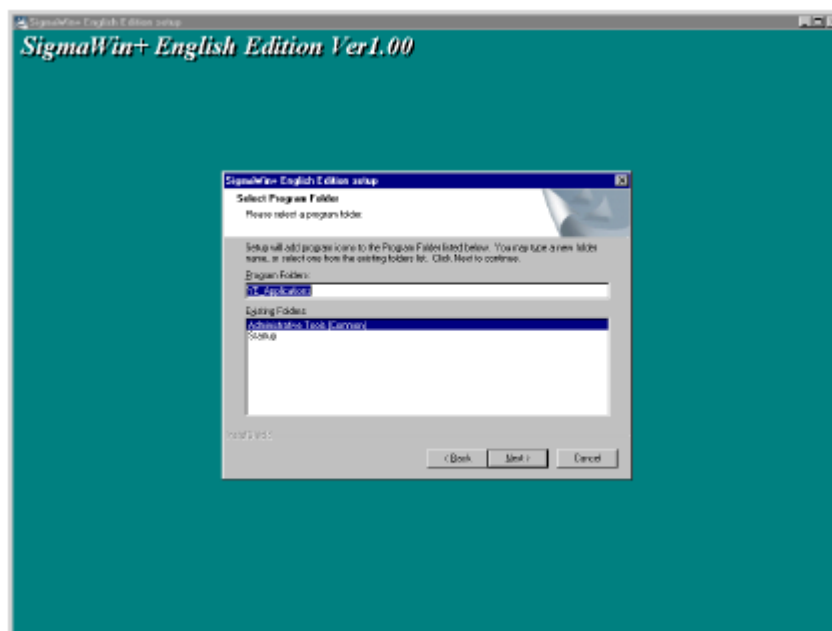 SigmaWin+ English Edition setup
SigmaWin+ English Edition Ver1.00
SigmaWin+ English Edition setup
Select Program Folder
Please select a program folder.
Setup will add program icons to the Program Folder listed below. You may type a new folder
name, or select one from the existing folders list. Click Next to continue.
Program Folders:
YE_Applications
Existing Folders:
Administrative Tools (Common)
Startup
InstallShield
< Back
Next >
Cancel